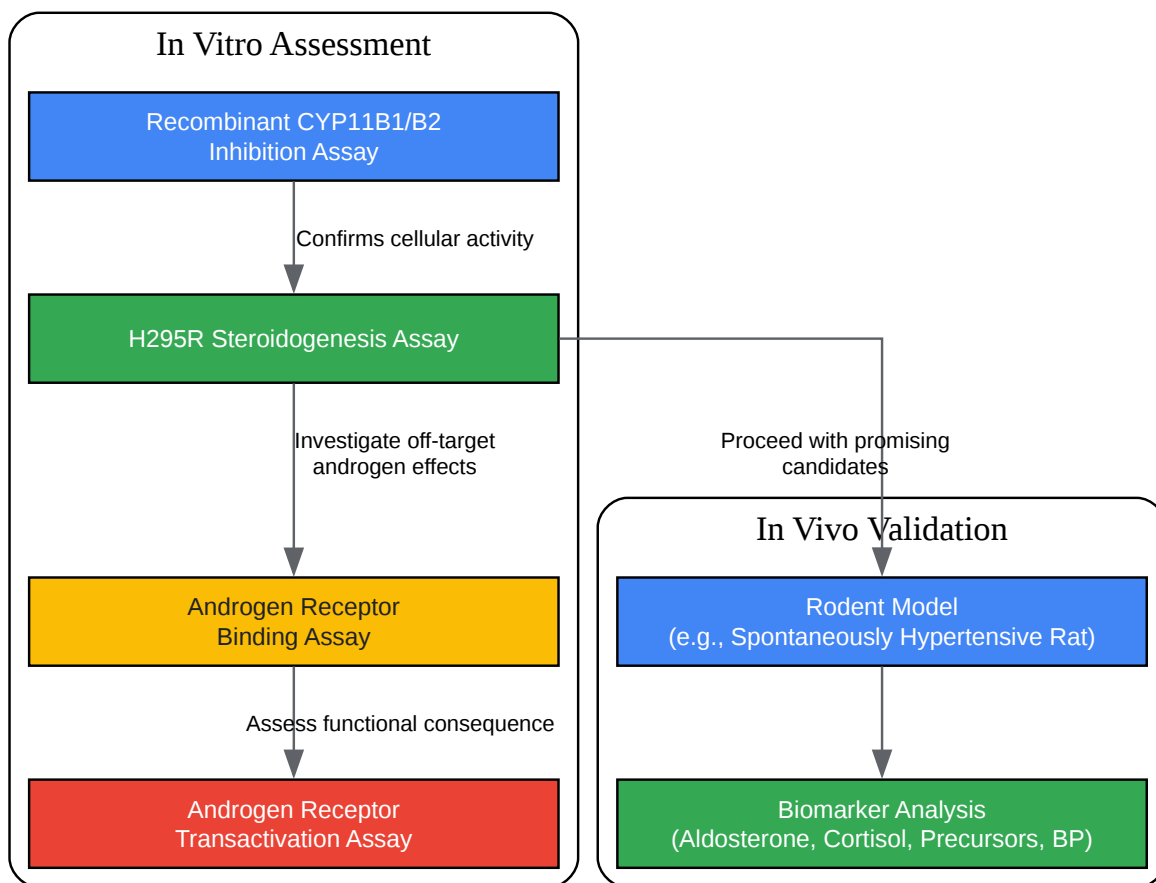 In Vitro Assessment
Recombinant CYP11B1/B2
Inhibition Assay
Confirms cellular activity
H295R Steroidogenesis Assay
Investigate off-target
androgen effects
Androgen Receptor
Binding Assay
Assess functional consequence
Androgen Receptor
Transactivation Assay
Proceed with promising
candidates
In Vivo Validation
Rodent Model
(e.g., Spontaneously Hypertensive Rat)
Biomarker Analysis
(Aldosterone, Cortisol, Precursors, BP)